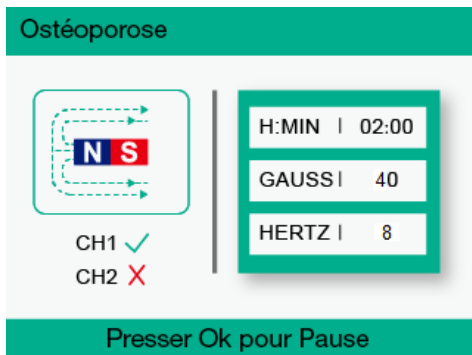 Ostéoporose
N S
CH1 ✓
CH2 X
H:MIN | 02:00
GAUSS | 40
HERTZ | 8
Presser Ok pour Pause